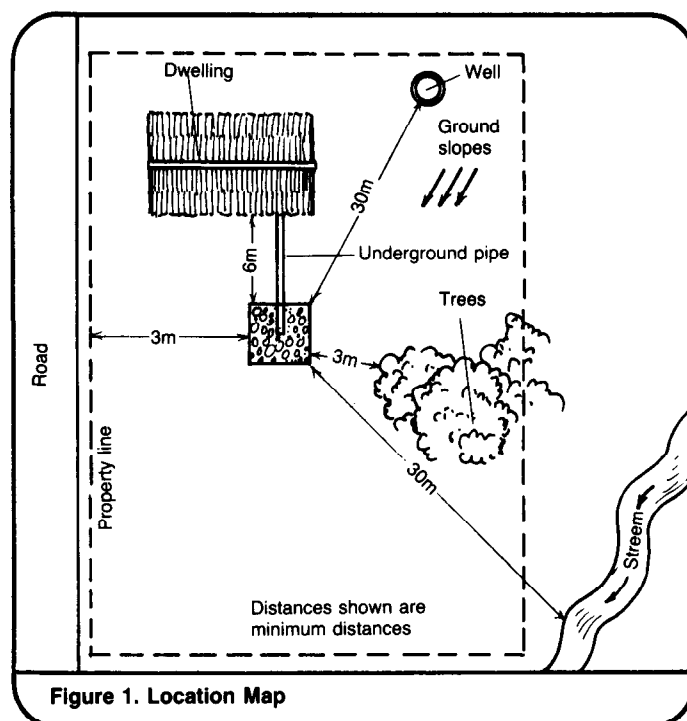 Dwelling
Well
Ground
slopes
30m
6m
Underground pipe
Trees
3m
3m
Road
30m
Property line
Streem
Distances shown are
minimum distances
Figure 1. Location Map